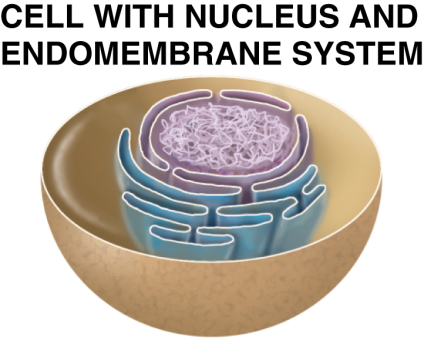 CELL WITH NUCLEUS AND
ENDOMEMBRANE SYSTEM